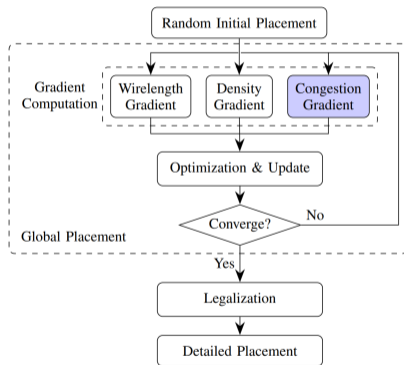 Random Initial Placement
Gradient
Computation
Wirelength
Gradient
Density
Gradient
Congestion
Gradient
Optimization & Update
Converge?
No
Global Placement
Yes
Legalization
Detailed Placement